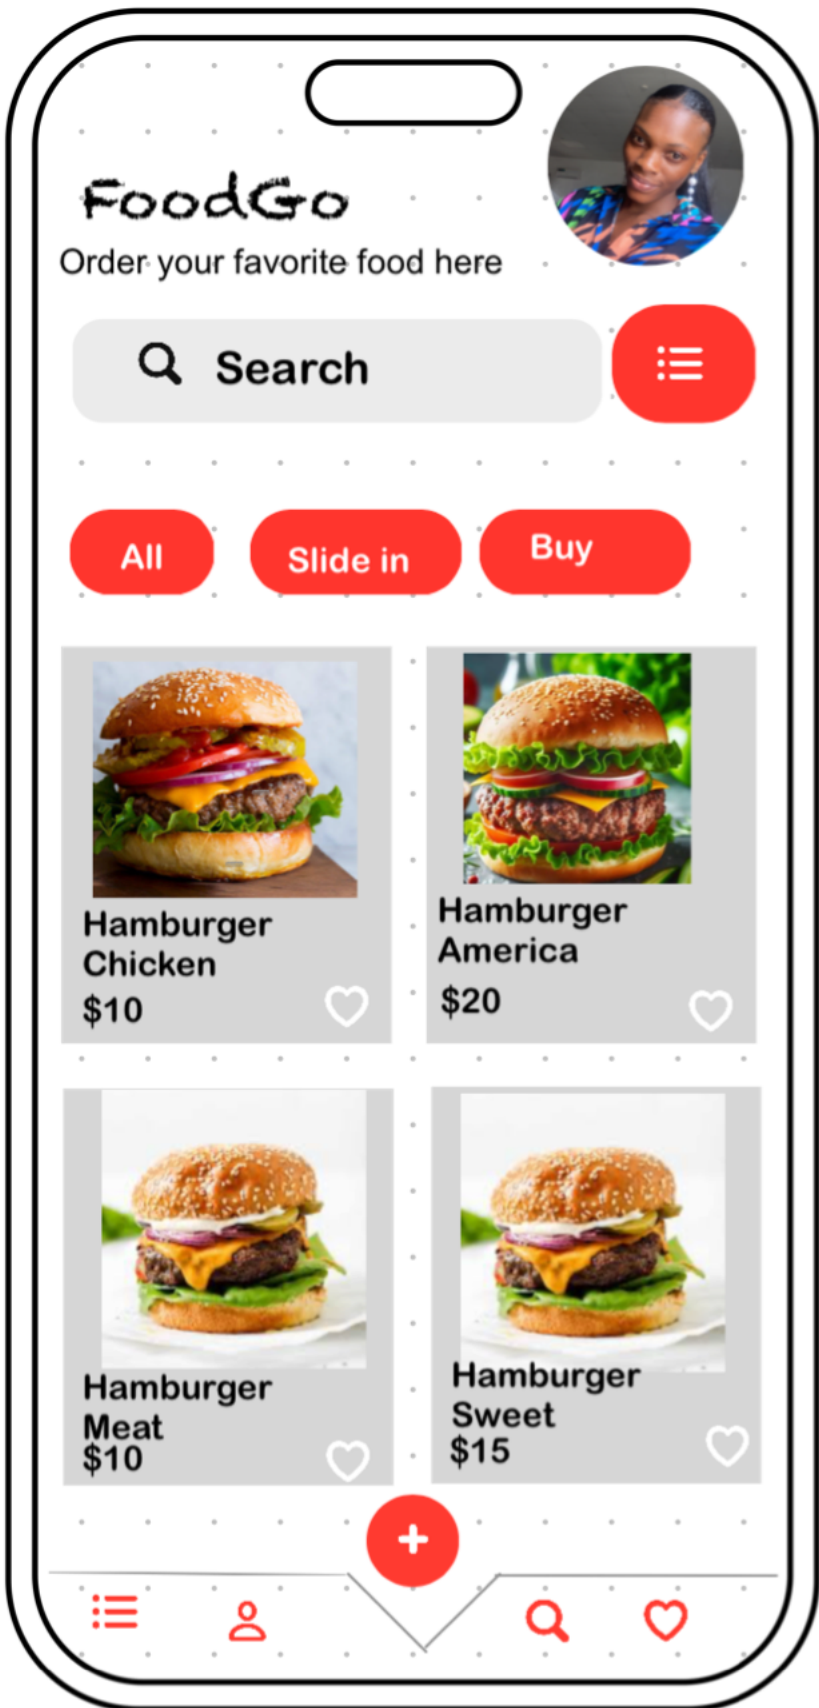 FoodGo
Order your favorite food here
Search
All
Slide in
Buy
Hamburger
Chicken
$10
Hamburger
America
$20
Hamburger
Meat
$10
Hamburger
Sweet
$15